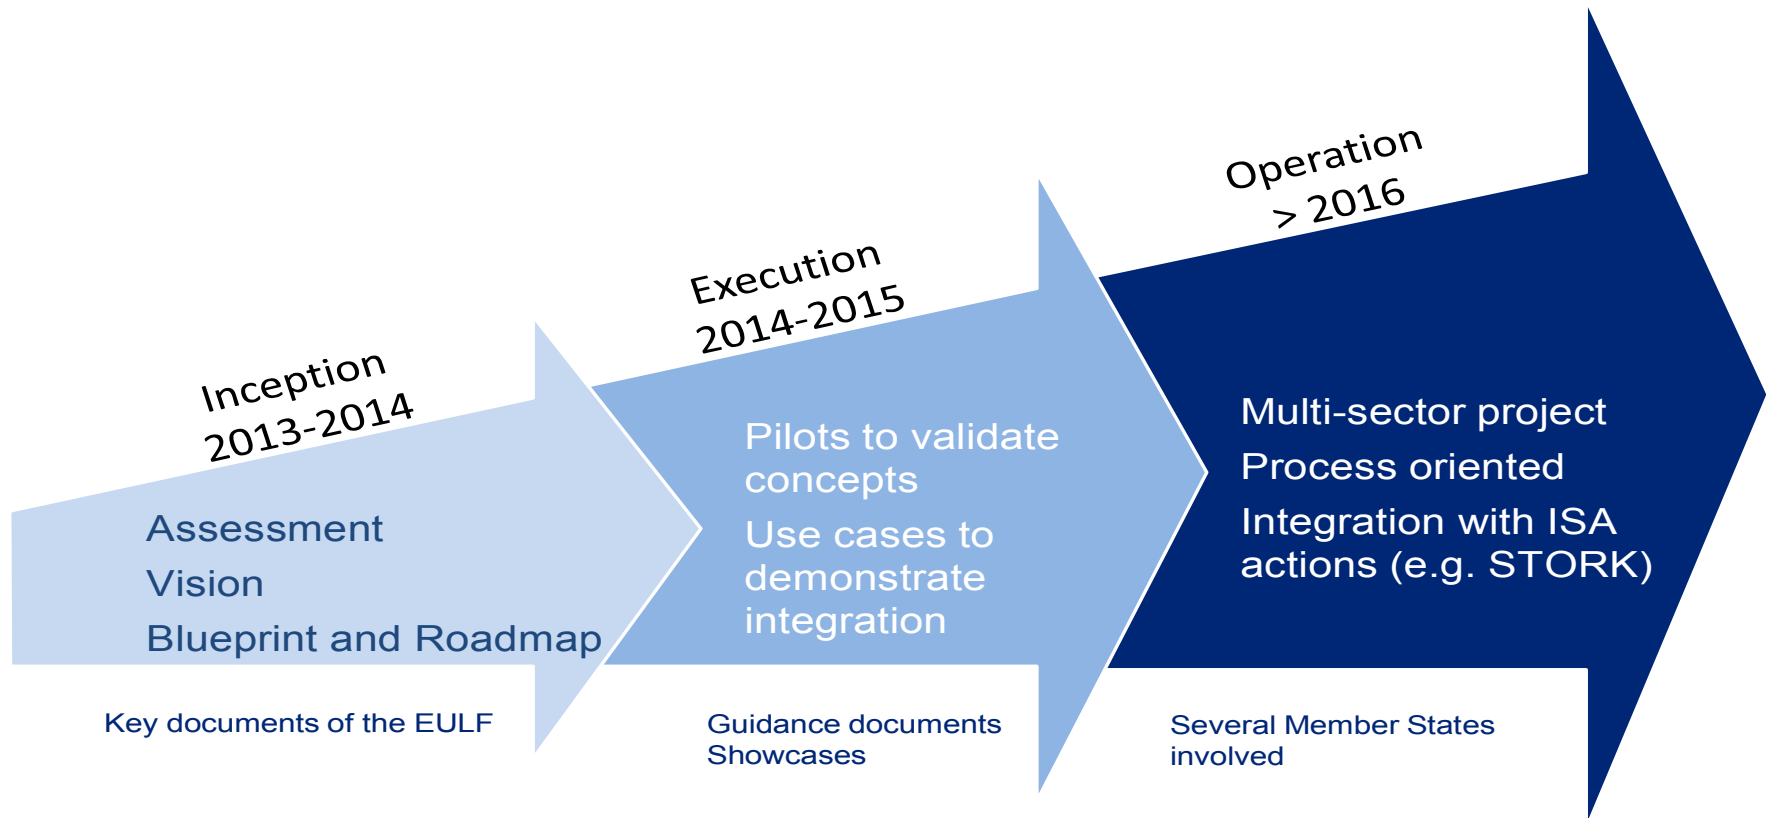 Inception
2013-2014
Assessment
Vision
Blueprint and Roadmap
Key documents of the EULF
Execution
2014-2015
Pilots to validate
concepts
Use cases to
demonstrate
integration
Guidance documents
Showcases
Operation
> 2016
Multi-sector project
Process oriented
Integration with ISA
actions (e.g. STORK)
Several Member States
involved